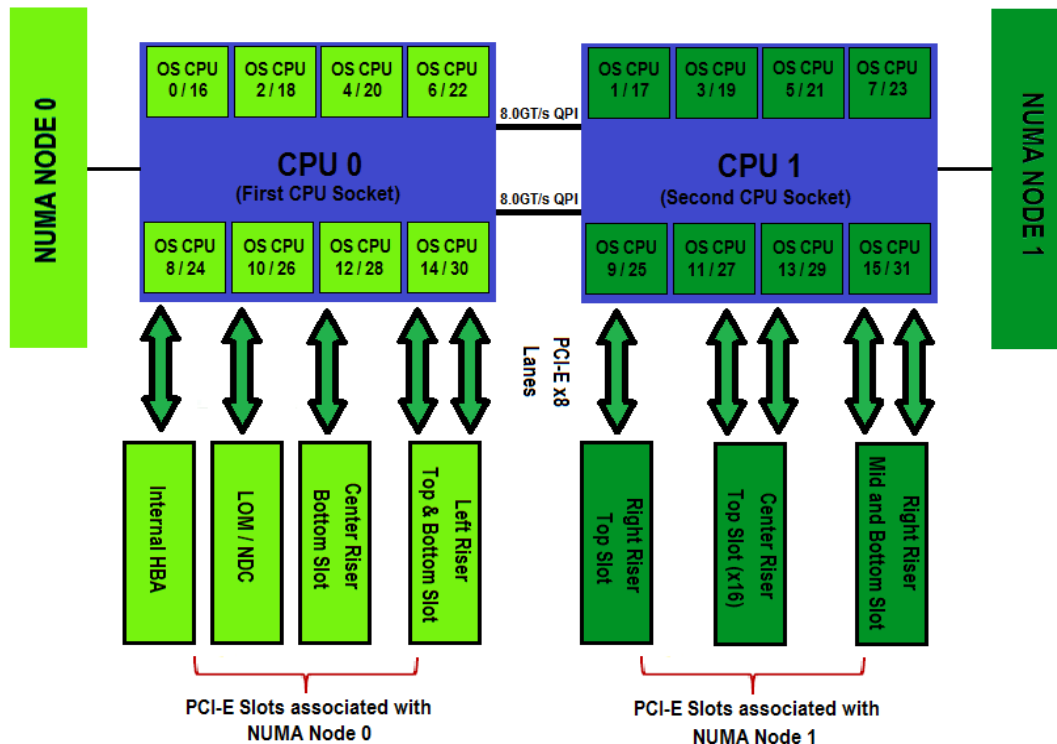 NUMA NODE 0
OS CPU
0 / 16
OS CPU
2 / 18
OS CPU
4 / 20
OS CPU
6 / 22
CPU 0
(First CPU Socket)
OS CPU
8 / 24
OS CPU
10 / 26
OS CPU
12 / 28
OS CPU
14 / 30
8.0GT/s QPI
8.0GT/s QPI
OS CPU
1 / 17
OS CPU
3 / 19
OS CPU
5 / 21
OS CPU
7 / 23
CPU 1
(Second CPU Socket)
OS CPU
9 / 25
OS CPU
11 / 27
OS CPU
13 / 29
OS CPU
15 / 31
NUMA NODE 1
PCI-E x8
Lanes
Internal HBA
LOM / NDC
Center Riser
Bottom Slot
Left Riser
Top & Bottom Slot
Right Riser
Top Slot
Center Riser
Top Slot (x16)
Right Riser
Mid and Bottom Slot
PCI-E Slots associated with
NUMA Node 0
PCI-E Slots associated with
NUMA Node 1